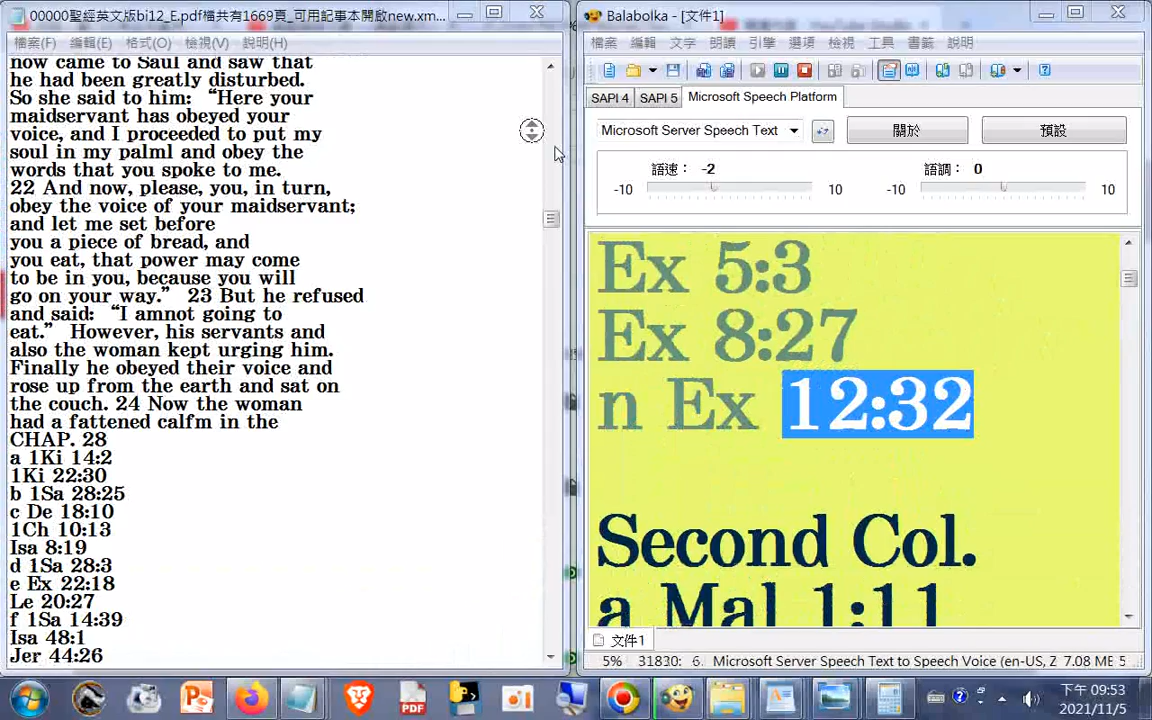 00000聖經英文版bi12_E.pdf檔共有1669頁_可用記事本開啟new.xm...
檔案(F) 編輯(E) 格式(O) 檢視(V) 說明(H)
now came to Saul and saw that
he had been greatly disturbed.
So she said to him: “Here your
maidservant has obeyed your
voice, and I proceeded to put my
soul in my palml and obey the
words that you spoke to me.
22 And now, please, you, in turn,
obey the voice of your maidservant;
and let me set before
you a piece of bread, and
you eat, that power may come
to be in you, because you will
go on your way.” 23 But he refused
and said: “I amnot going to
eat.” However, his servants and
also the woman kept urging him.
Finally he obeyed their voice and
rose up from the earth and sat on
the couch. 24 Now the woman
had a fattened calfm in the
CHAP. 28
a 1Ki 14:2
1Ki 22:30
b 1Sa 28:25
c De 18:10
1Ch 10:13
Isa 8:19
d 1Sa 28:3
e Ex 22:18
Le 20:27
f 1Sa 14:39
Isa 48:1
Jer 44:26
Balabolka - [文件1]
檔案 編輯 文字 朗讀 引擎 選項 檢視 工具 書籤 說明
SAPI 4 SAPI 5 Microsoft Speech Platform
Microsoft Server Speech Text 關於 預設
語速: -2 語調: 0
-10 10 -10 10
Ex 5:3
Ex 8:27
n Ex 12:32
Second Col.
a Mal 1:11
文件1
5% 31830: 6. Microsoft Server Speech Text to Speech Voice (en-US, Z 7.08 MB 5
PDF
下午 09:53
2021/11/5